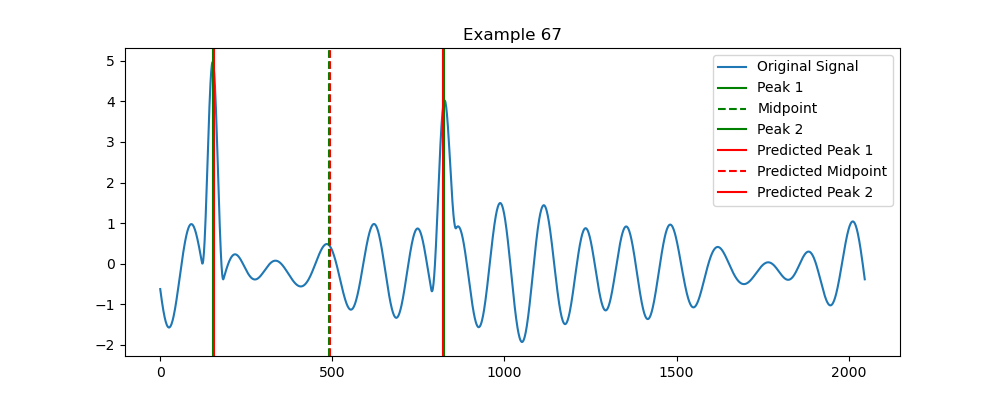 Example 67
5
4
3
2
1
0
−1
−2
0
500
1000
1500
2000
Original Signal
Peak 1
Midpoint
Peak 2
Predicted Peak 1
Predicted Midpoint
Predicted Peak 2